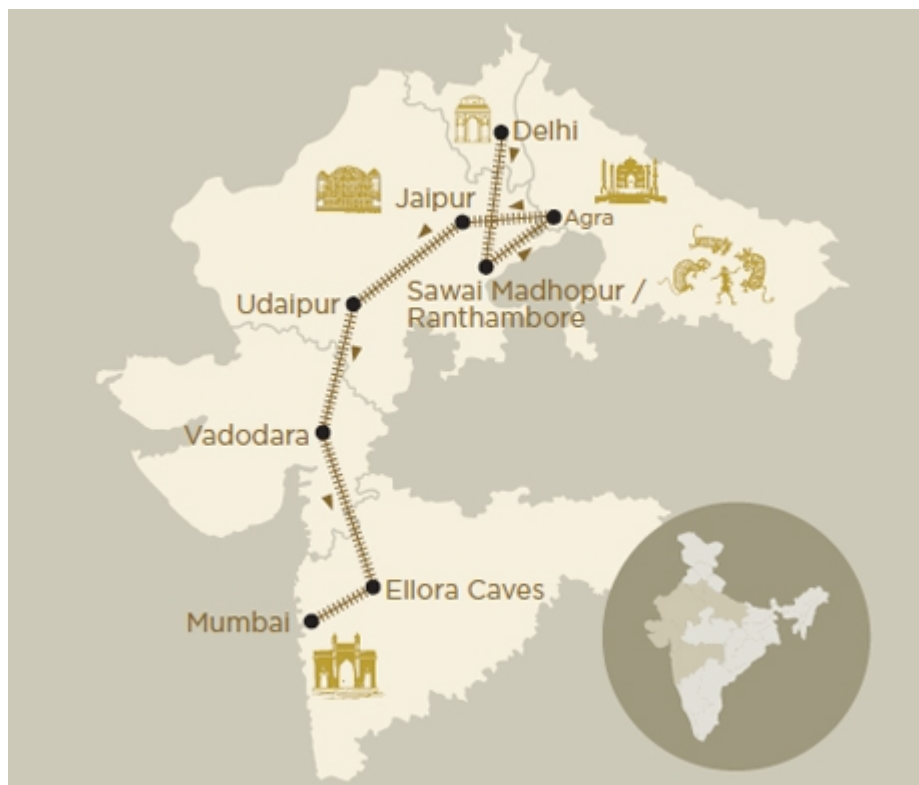 Delhi
Jaipur
Agra
Sawai Madhopur /
Ranthambore
Udaipur
Vadodara
Ellora Caves
Mumbai